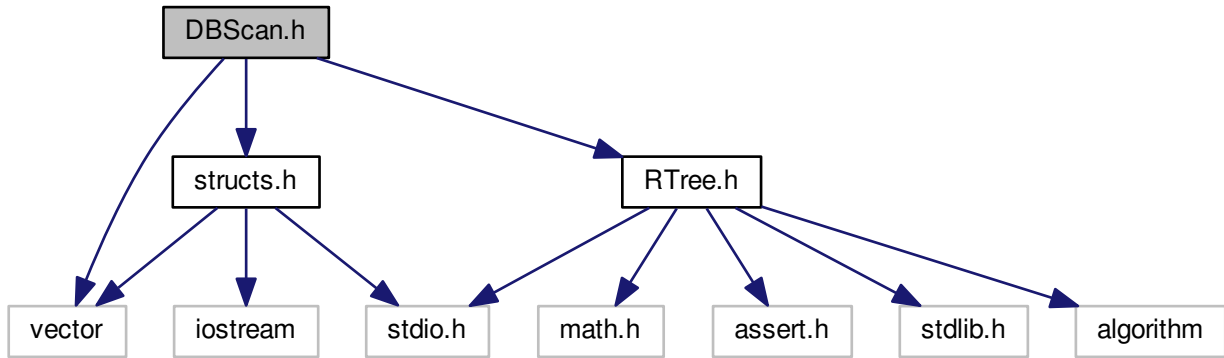 DBScan.h
structs.h
RTree.h
vector
iostream
stdio.h
math.h
assert.h
stdlib.h
algorithm